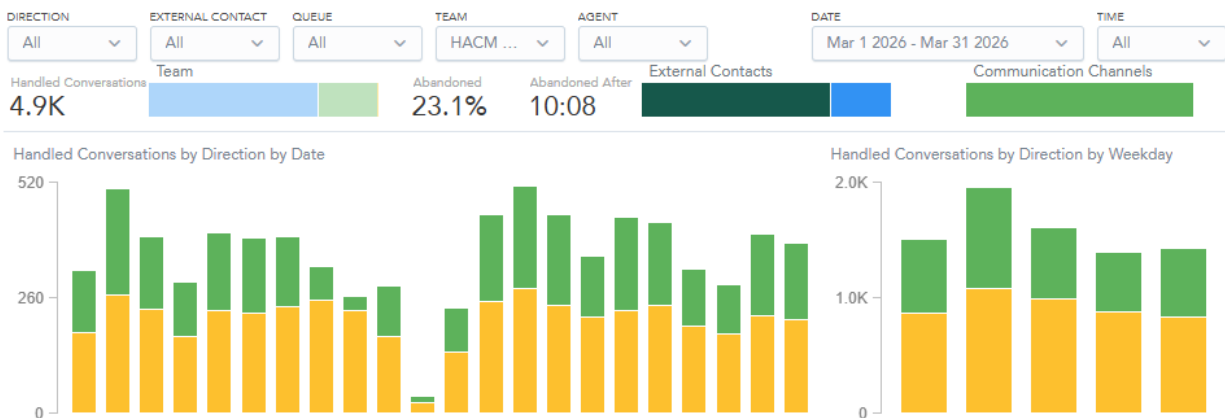 DIRECTION EXTERNAL CONTACT QUEUE TEAM AGENT DATE TIME
All All All HACM ... All Mar 1 2026 - Mar 31 2026 All
Handled Conversations Team Abandoned Abandoned After External Contacts Communication Channels
4.9K 23.1% 10:08
Handled Conversations by Direction by Date Handled Conversations by Direction by Weekday
520 2.0K
260 1.0K
0 0